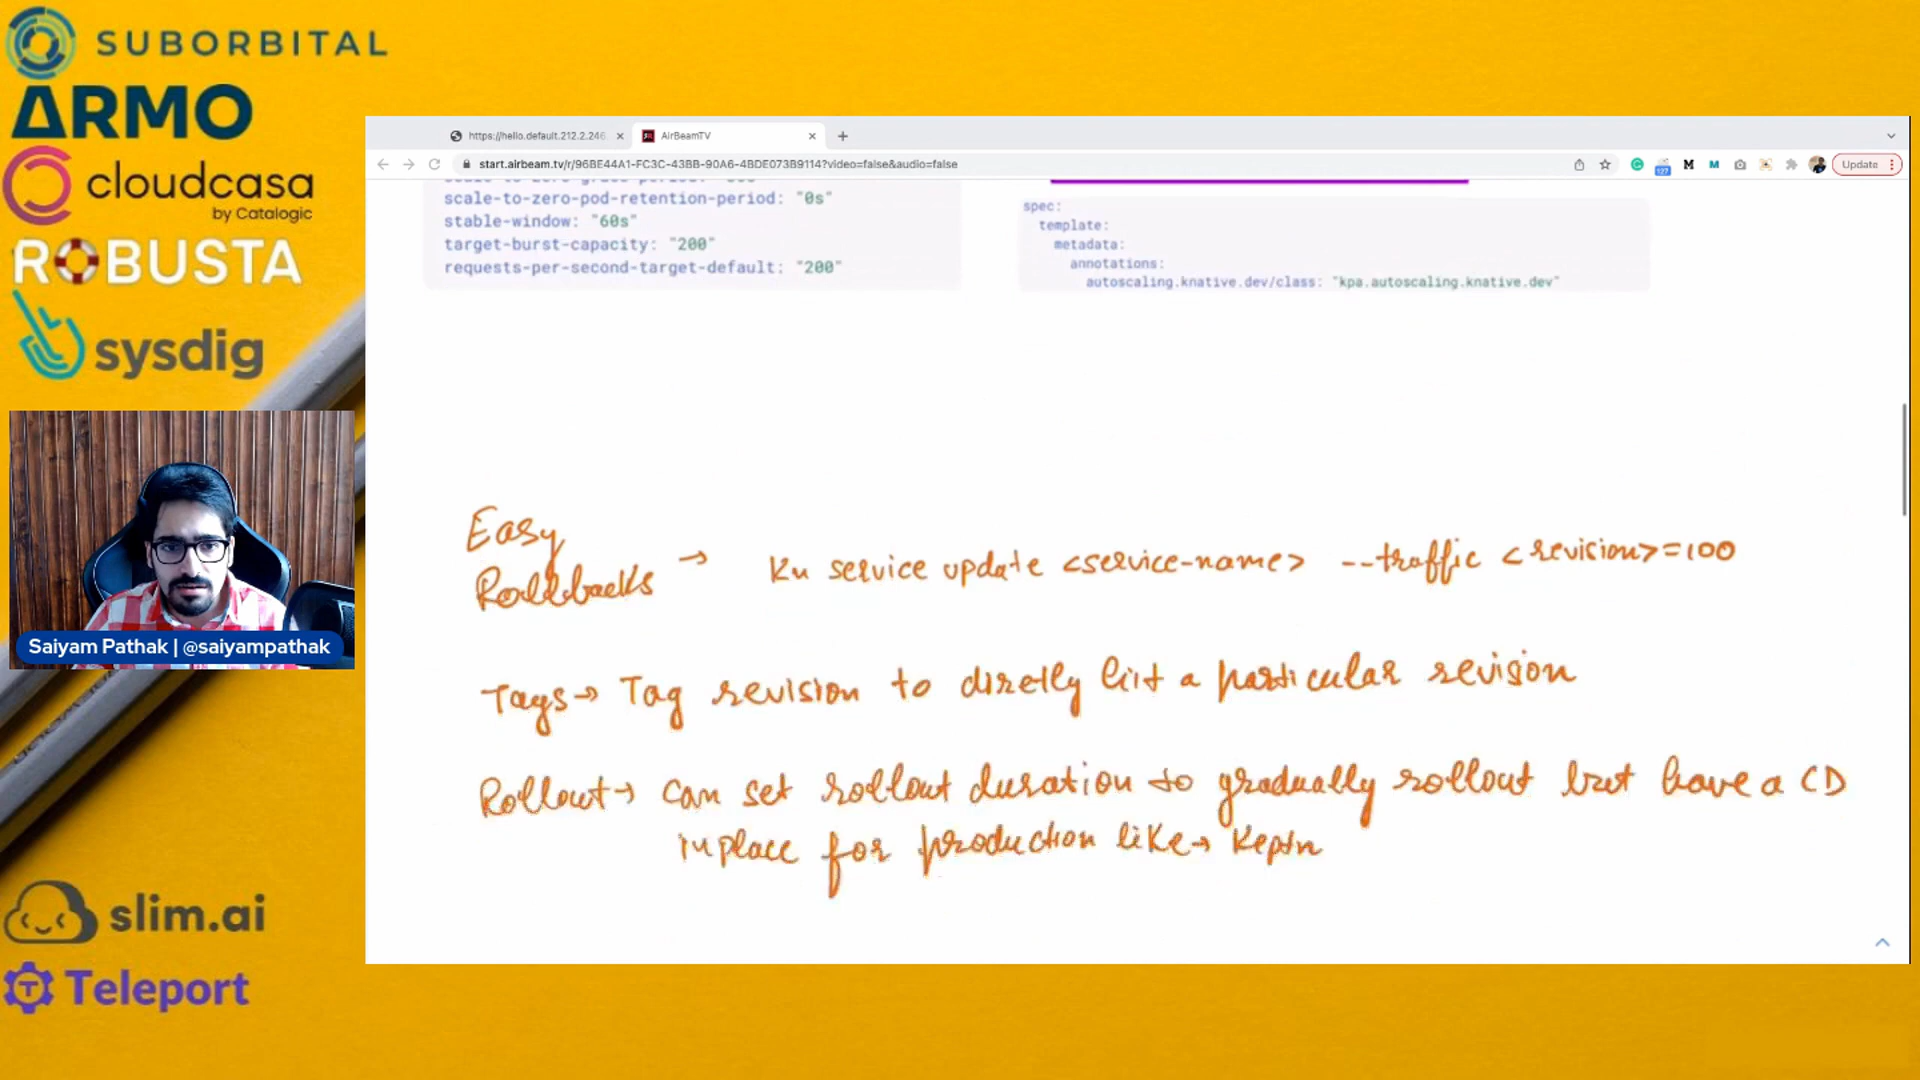 SUBORBITAL
ARMO
cloudcasa
by Catalogic
ROBUSTA
sysdig
Saiyam Pathak | @saiyampathak
slim.ai
Teleport
https://hello.default.212.2.246
AirBeamTV
start.airbeam.tv/r/96BE44A1-FC3C-43BB-90A6-4BDE073B9114?video=false&audio=false
127
M
M
Update
scale-to-zero-pod-retention-period: "0s"
stable-window: "60s"
target-burst-capacity: "200"
requests-per-second-target-default: "200"
spec:
template:
metadata:
annotations:
autoscaling.knative.dev/class: "kpa.autoscaling.knative.dev"
Easy
Rollbacks → kn service update <service-name> --traffic <revision>=100
Tags → Tag revision to diretly hit a particular revision
Rollout → Can set rollout duration to gradually rollout but have a CD
in place for production like → Keptn